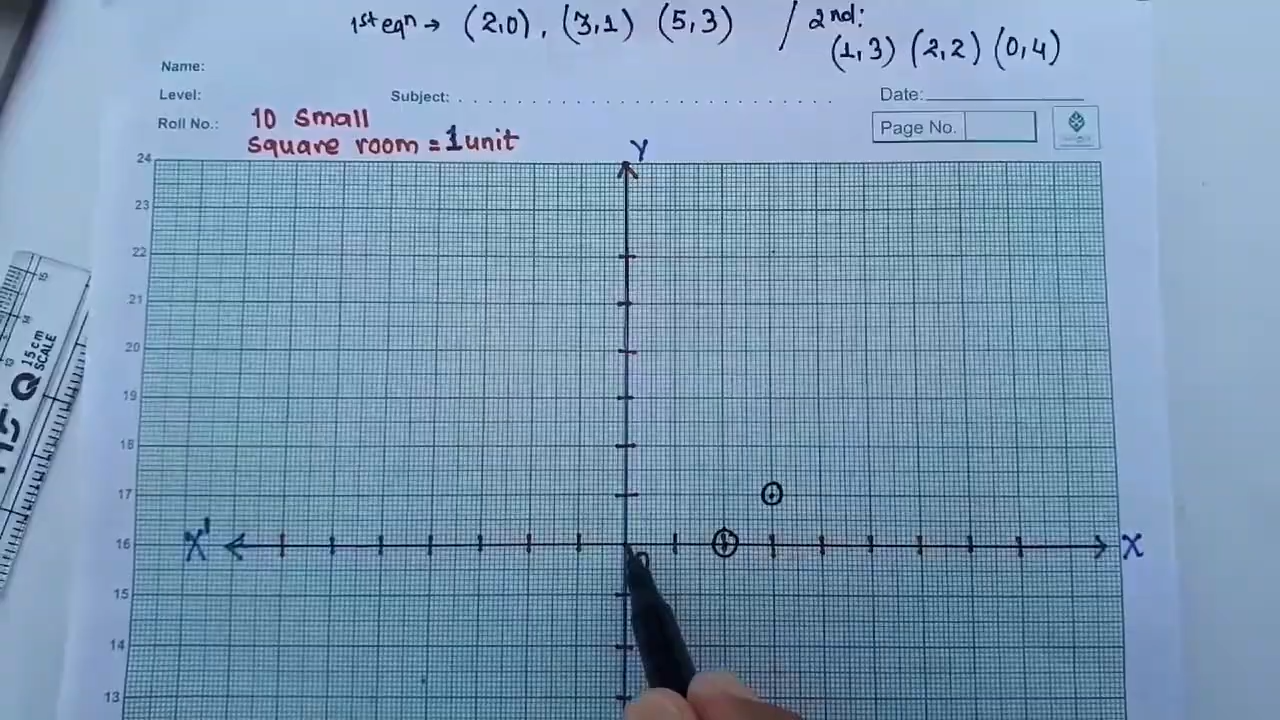 1st eqn → (2,0), (3,1) (5,3) / 2nd:
(1,3) (2,2) (0,4)
Name:
Level:
Subject:
Date:
Roll No.:
Page No.
10 small
square room = 1 unit
Y
24
23
22
21
20
19
18
17
X' 16 X
O
15
14
13
15 cm
SCALE